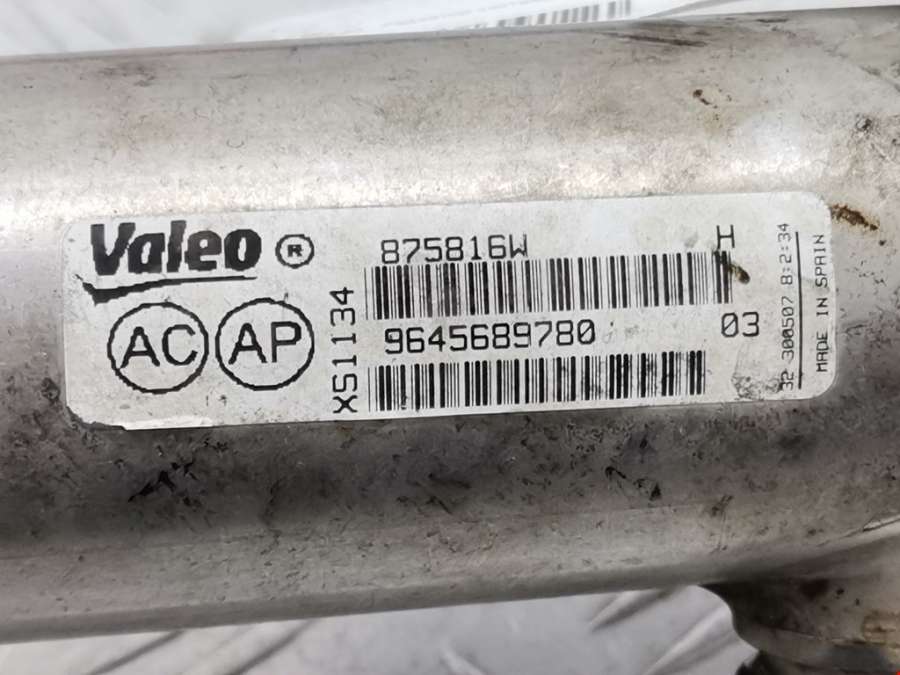 Valeo ®
875816W H
AC AP
XS1134
9645689780 03
32 300507 8:2:34
MADE IN SPAIN